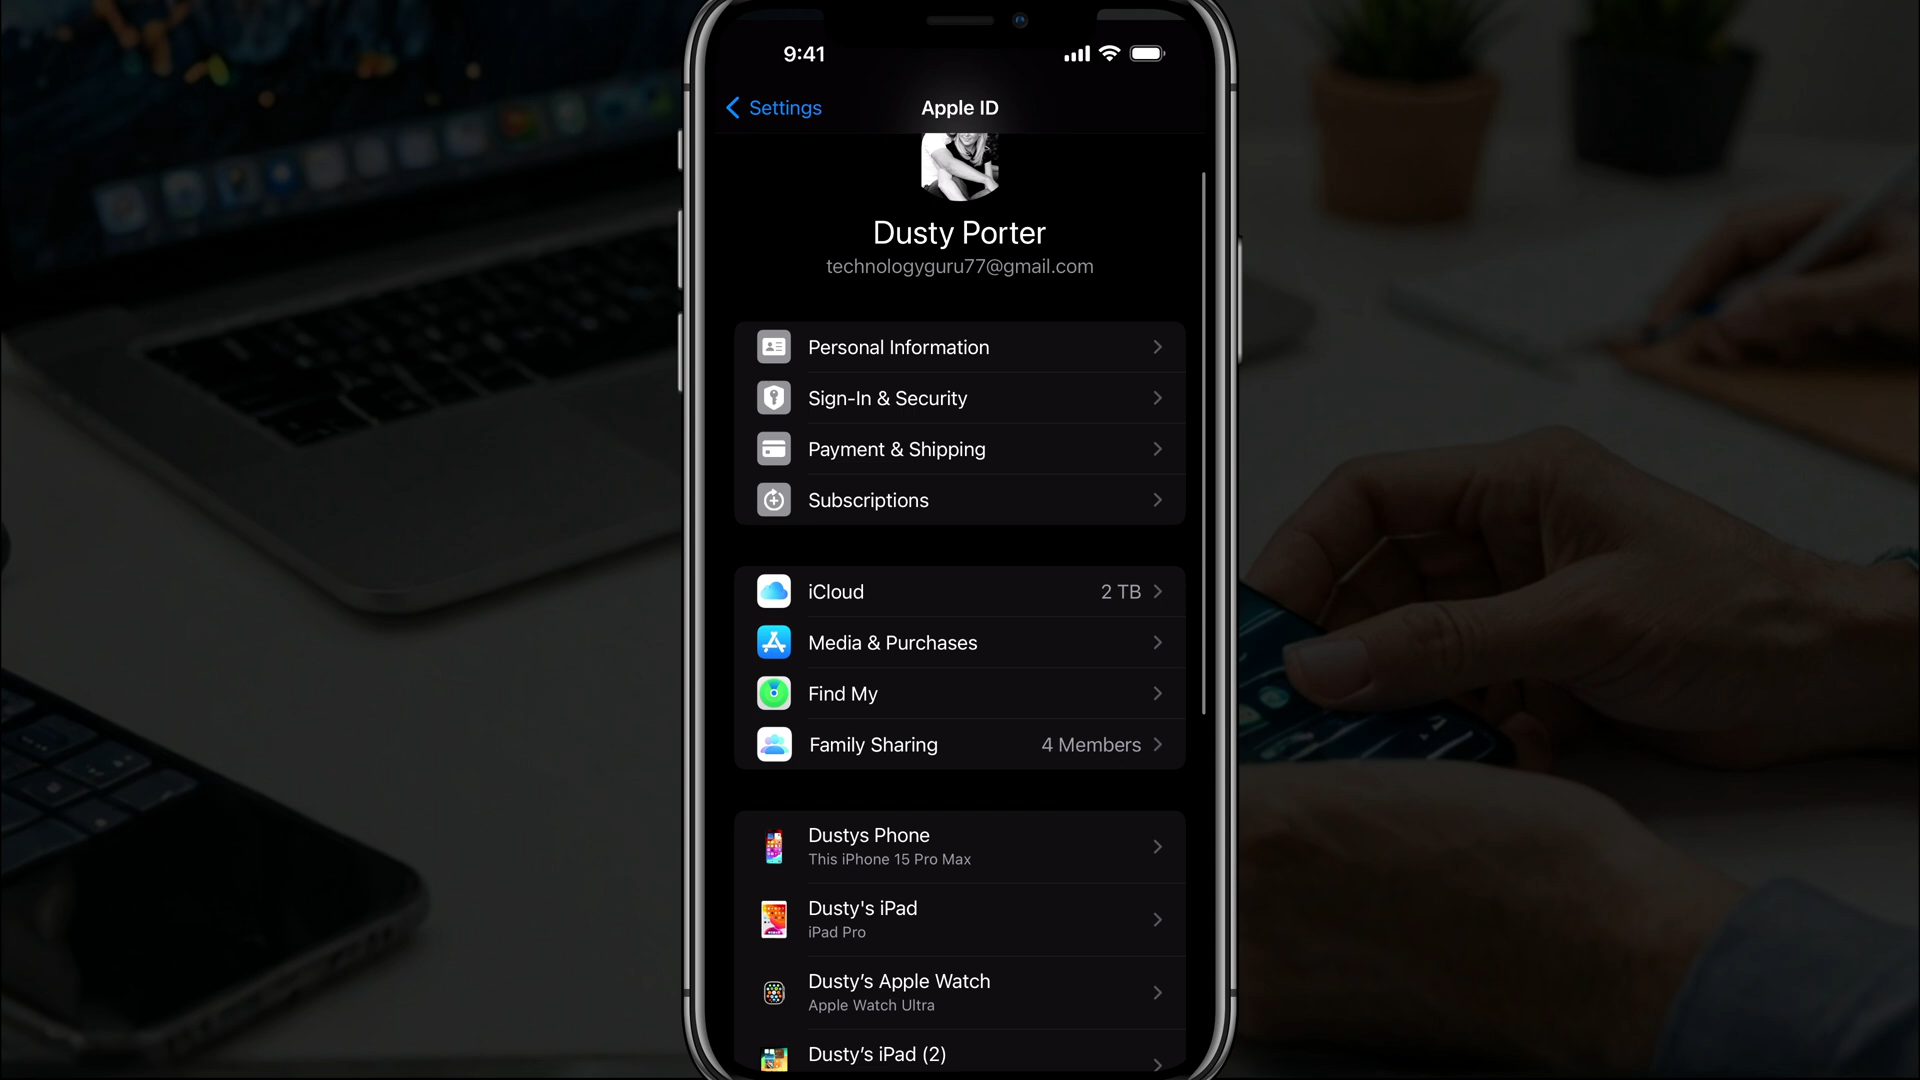 9:41
Settings
Apple ID
Dusty Porter
technologyguru77@gmail.com
Personal Information
Sign-In & Security
Payment & Shipping
Subscriptions
iCloud 2 TB
Media & Purchases
Find My
Family Sharing 4 Members
Dustys Phone
This iPhone 15 Pro Max
Dusty's iPad
iPad Pro
Dusty’s Apple Watch
Apple Watch Ultra
Dusty’s iPad (2)